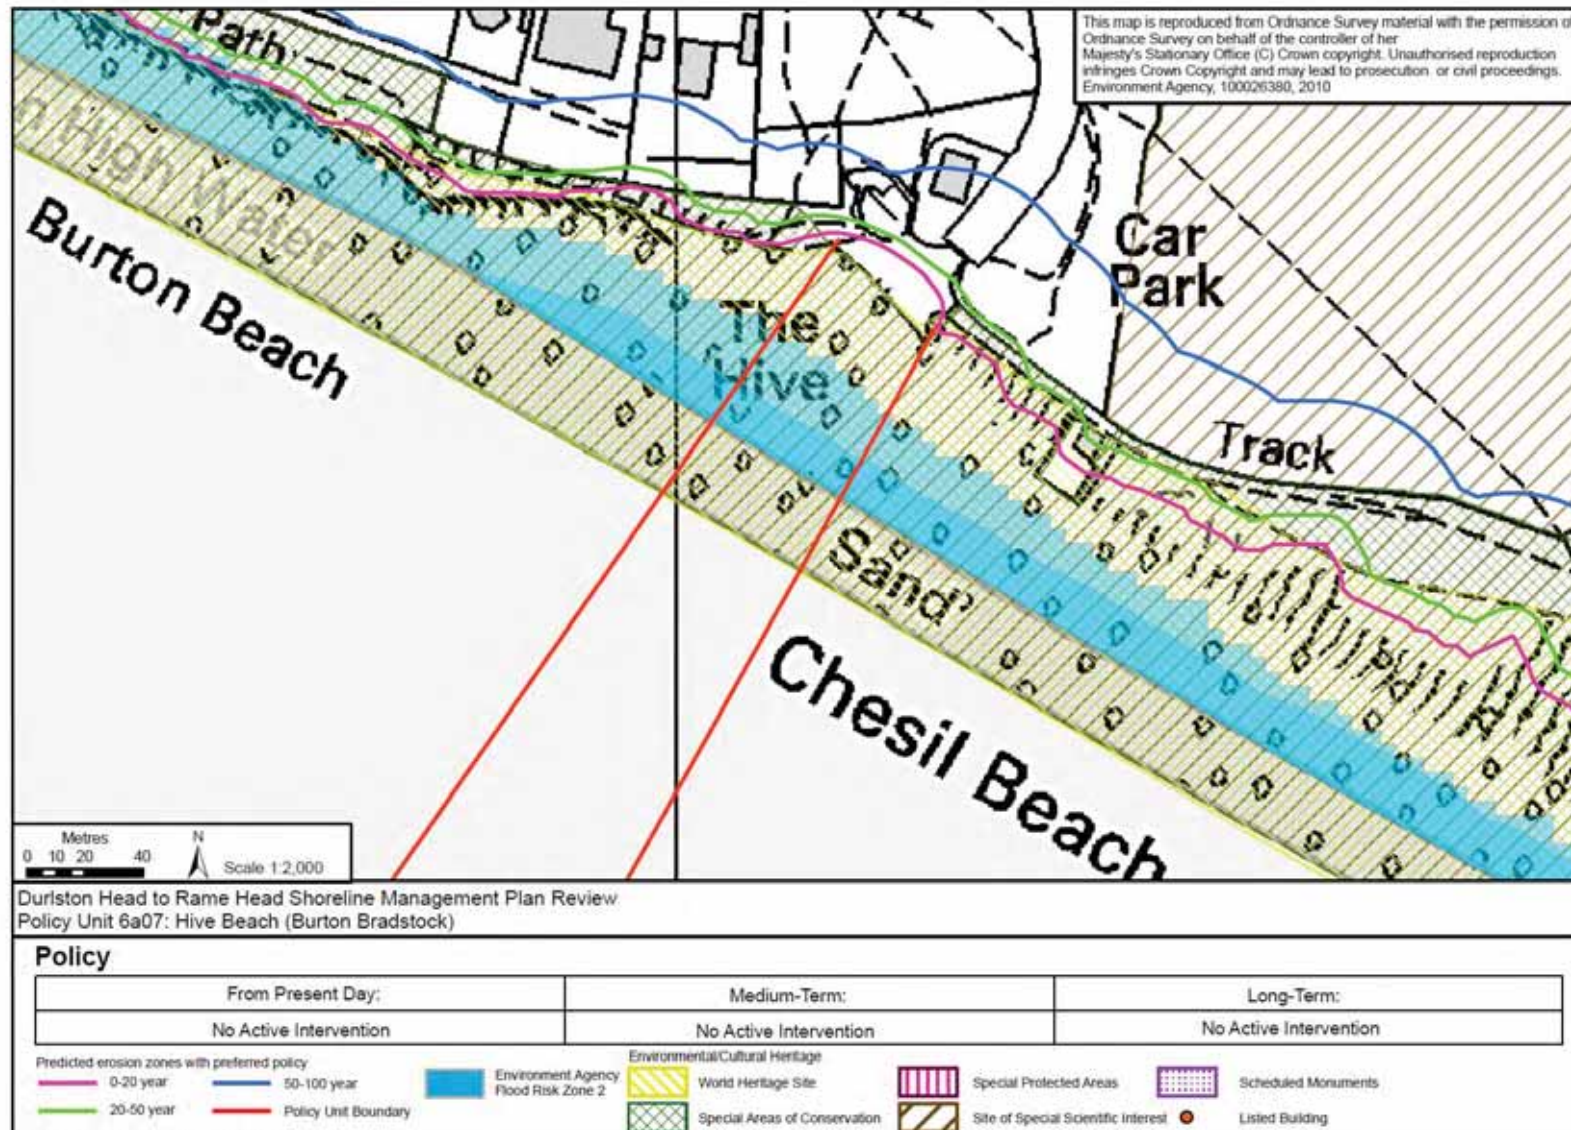 This map is reproduced from Ordnance Survey material with the permission of
Ordnance Survey on behalf of the controller of her
Majesty's Stationary Office (C) Crown copyright. Unauthorised reproduction
infringes Crown Copyright and may lead to prosecution or civil proceedings.
Environment Agency, 100026380, 2010
Path
n High Water
Burton Beach
The
Hive
Car
Park
Track
Sand
Chesil Beach
Metres
0 10 20 40
N
Scale 1:2,000
Durlston Head to Rame Head Shoreline Management Plan Review
Policy Unit 6a07: Hive Beach (Burton Bradstock)
Policy
From Present Day: Medium-Term: Long-Term:
No Active Intervention No Active Intervention No Active Intervention
Predicted erosion zones with preferred policy
0-20 year
50-100 year
20-50 year
Policy Unit Boundary
Environment Agency
Flood Risk Zone 2
Environmental/Cultural Heritage
World Heritage Site
Special Protected Areas
Scheduled Monuments
Special Areas of Conservation
Site of Special Scientific Interest
Listed Building